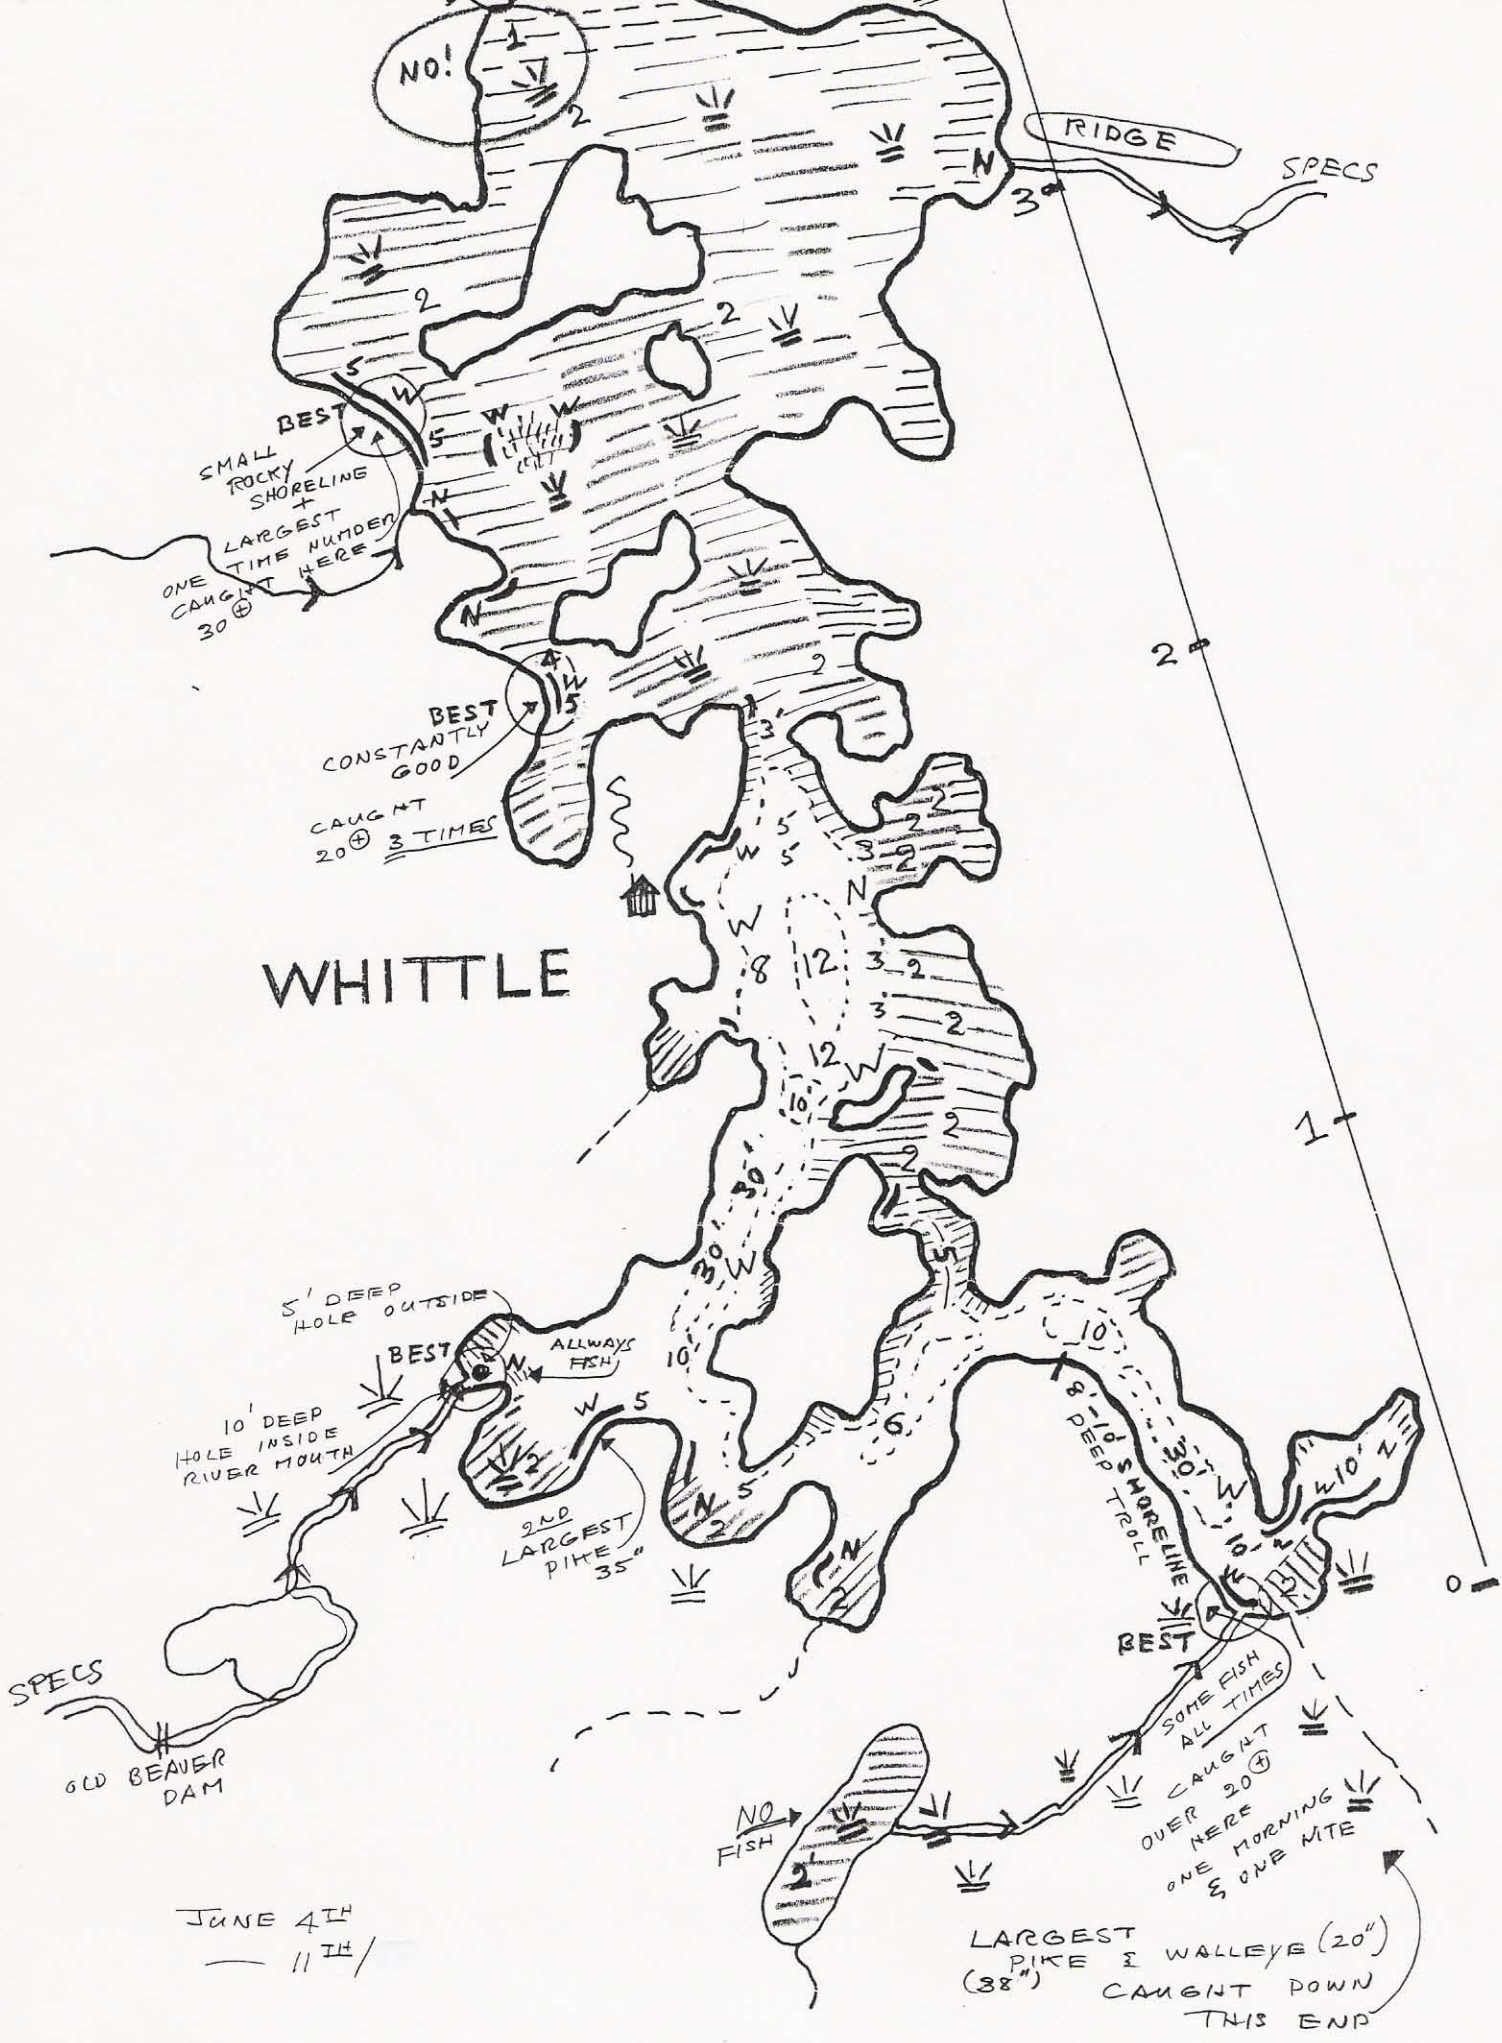 NO!
1
2
RIDGE
SPECS
N
3
2
2
5
W
BEST
W W
5
SMALL
ROCKY
SHORELINE
+
LARGEST
ONE TIME NUMBER
CAUGHT HERE
30 +
N
N
2
2
4
W
5
BEST
CONSTANTLY
GOOD
CAUGHT
20 + 3 TIMES
3'
2
2
5
W 5
3 2
N
W
WHITTLE
8 12 3 2
3 2
12 W
10
2
1
2
30'
30' W
5
5' DEEP
HOLE OUTSIDE
BEST
N
ALLWAYS
FISH
10
10
W 5
6
10' DEEP
HOLE INSIDE
RIVER MOUTH
2
8'-10' SHORELINE
DEEP TROLL
30'
W
W 10' N
2ND
LARGEST
PIKE
35"
N
2
5
N
2
10
W
3
0
BEST
SPECS
OLD BEAVER
DAM
SOME FISH
ALL TIMES
CAUGHT
OVER 20 +
HERE
ONE MORNING
& ONE NITE
NO
FISH
2'
JUNE 4TH
— 11TH/
LARGEST
PIKE & WALLEYE (20")
(38") CAUGHT DOWN
THIS END